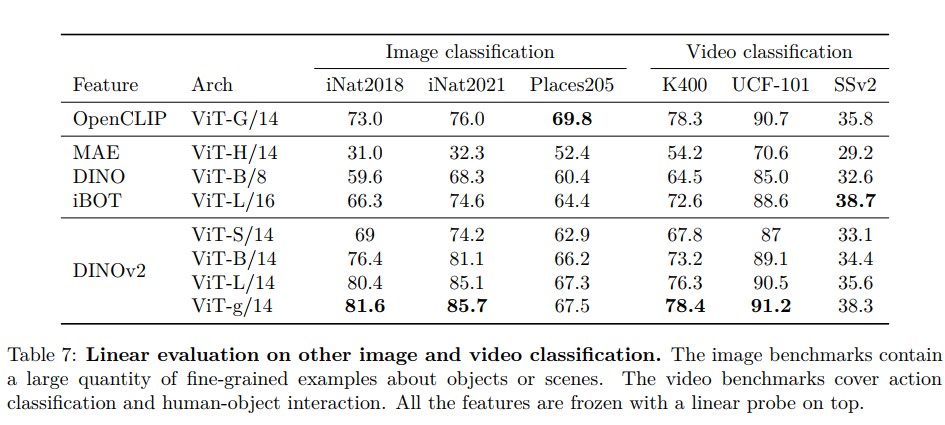 Image classification Video classification
Feature Arch iNat2018 iNat2021 Places205 K400 UCF-101 SSv2
OpenCLIP ViT-G/14 73.0 76.0 69.8 78.3 90.7 35.8
MAE ViT-H/14 31.0 32.3 52.4 54.2 70.6 29.2
DINO ViT-B/8 59.6 68.3 60.4 64.5 85.0 32.6
iBOT ViT-L/16 66.3 74.6 64.4 72.6 88.6 38.7
DINOv2
ViT-S/14 69 74.2 62.9 67.8 87 33.1
ViT-B/14 76.4 81.1 66.2 73.2 89.1 34.4
ViT-L/14 80.4 85.1 67.3 76.3 90.5 35.6
ViT-g/14 81.6 85.7 67.5 78.4 91.2 38.3
Table 7: Linear evaluation on other image and video classification. The image benchmarks contain
a large quantity of fine-grained examples about objects or scenes. The video benchmarks cover action
classification and human-object interaction. All the features are frozen with a linear probe on top.